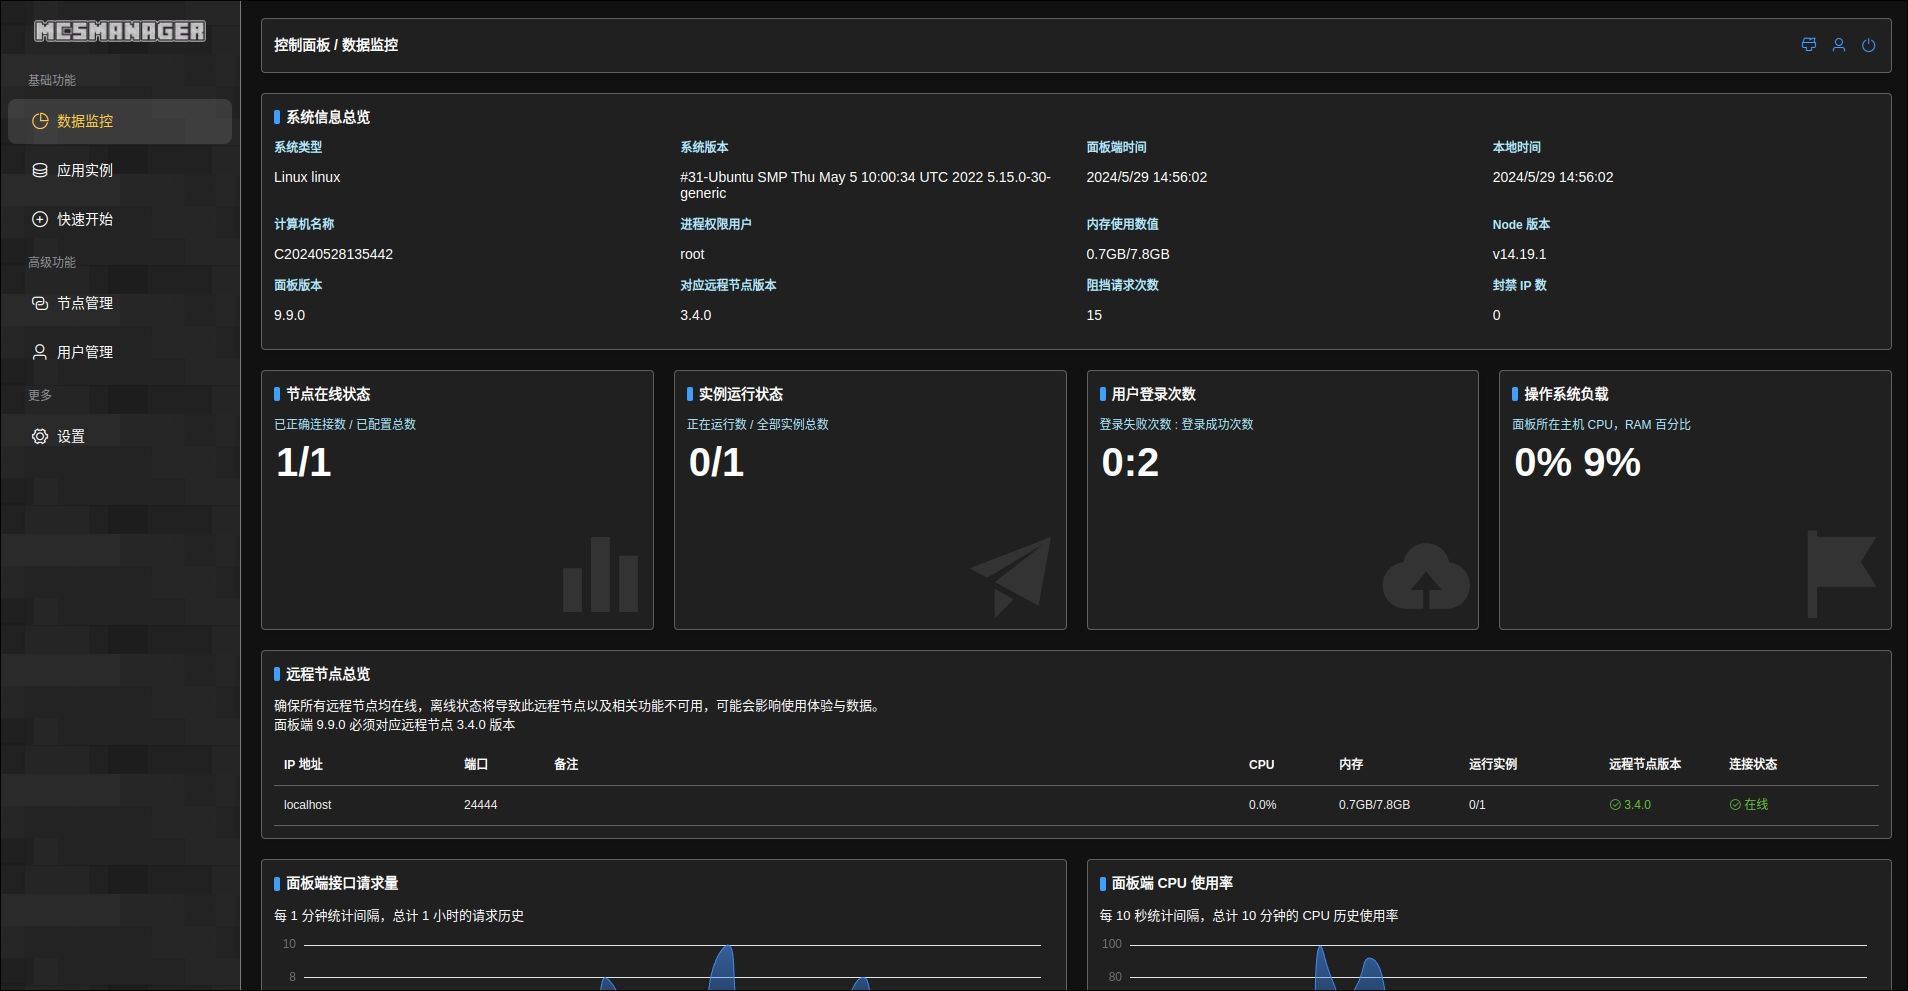 MCSMANAGER
基础功能
数据监控
应用实例
快速开始
高级功能
节点管理
用户管理
更多
设置
控制面板 / 数据监控
系统信息总览
系统类型
Linux linux
系统版本
#31-Ubuntu SMP Thu May 5 10:00:34 UTC 2022 5.15.0-30-
generic
面板端时间
2024/5/29 14:56:02
本地时间
2024/5/29 14:56:02
计算机名称
C20240528135442
进程权限用户
root
内存使用数值
0.7GB/7.8GB
Node 版本
v14.19.1
面板版本
9.9.0
对应远程节点版本
3.4.0
阻挡请求次数
15
封禁 IP 数
0
节点在线状态
已正确连接数 / 已配置总数
1/1
实例运行状态
正在运行数 / 全部实例总数
0/1
用户登录次数
登录失败次数 : 登录成功次数
0:2
操作系统负载
面板所在主机 CPU，RAM 百分比
0% 9%
远程节点总览
确保所有远程节点均在线，离线状态将导致此远程节点以及相关功能不可用，可能会影响使用体验与数据。
面板端 9.9.0 必须对应远程节点 3.4.0 版本
IP 地址 端口 备注 CPU 内存 运行实例 远程节点版本 连接状态
localhost 24444 0.0% 0.7GB/7.8GB 0/1 3.4.0 在线
面板端接口请求量
每 1 分钟统计间隔，总计 1 小时的请求历史
10
8
面板端 CPU 使用率
每 10 秒统计间隔，总计 10 分钟的 CPU 历史使用率
100
80